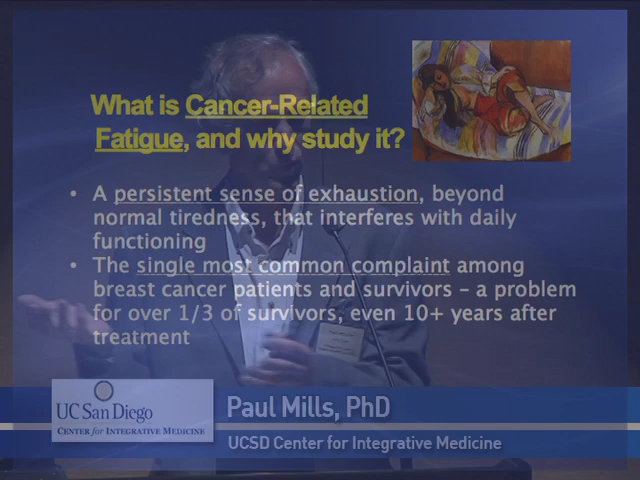 What is Cancer-Related
Fatigue, and why study it?
• A persistent sense of exhaustion, beyond
normal tiredness, that interferes with daily
functioning
• The single most common complaint among
breast cancer patients and survivors – a problem
for over 1/3 of survivors, even 10+ years after
treatment
UC San Diego
CENTER for INTEGRATIVE MEDICINE
Paul Mills, PhD
UCSD Center for Integrative Medicine